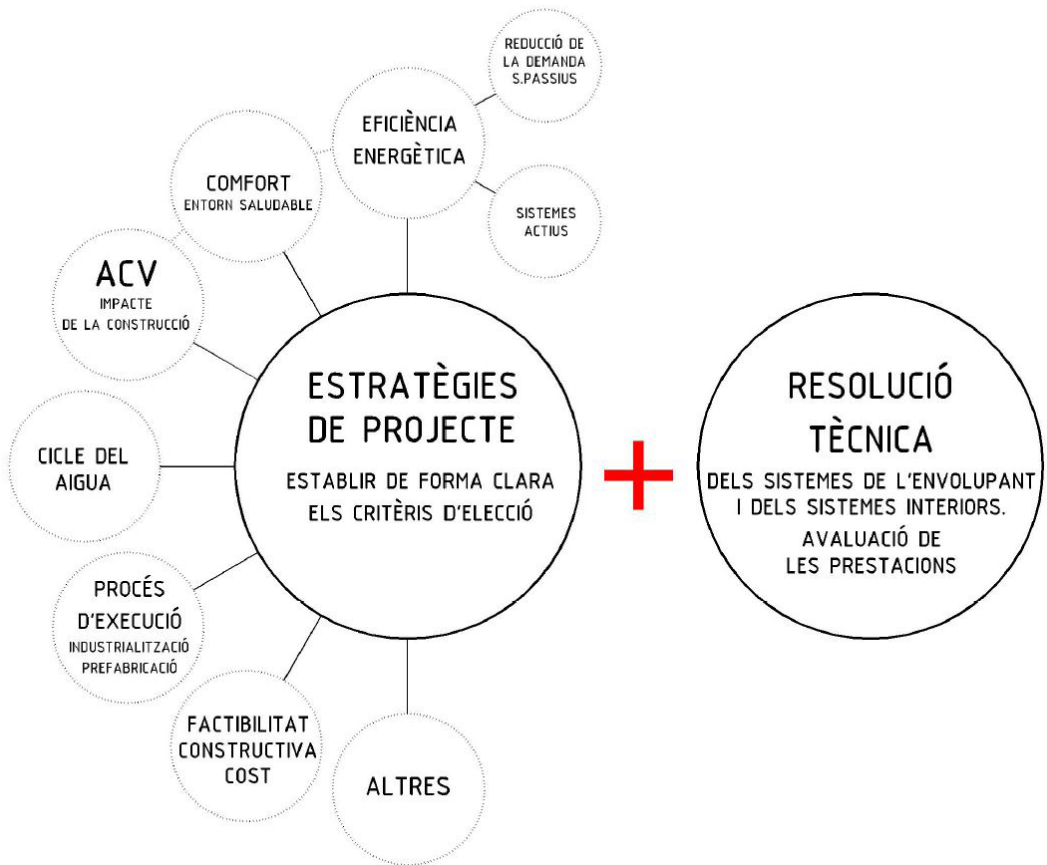 REDUCCIÓ DE
LA DEMANDA
S.PASSIUS
EFICIÈNCIA
ENERGÈTICA
SISTEMES
ACTIUS
COMFORT
ENTORN SALUDABLE
ACV
IMPACTE
DE LA CONSTRUCCIÓ
CICLE DEL
AIGUA
PROCÉS
D'EXECUCIÓ
INDUSTRIALITZACIÓ
PREFABRICACIÓ
FACTIBILITAT
CONSTRUCTIVA
COST
ALTRES
ESTRATÈGIES
DE PROJECTE
ESTABLIR DE FORMA CLARA
ELS CRITÈRIS D'ELECCIÓ
+
RESOLUCIÓ
TÈCNICA
DELS SISTEMES DE L'ENVOLUPANT
I DELS SISTEMES INTERIORS.
AVALUACIÓ DE
LES PRESTACIONS